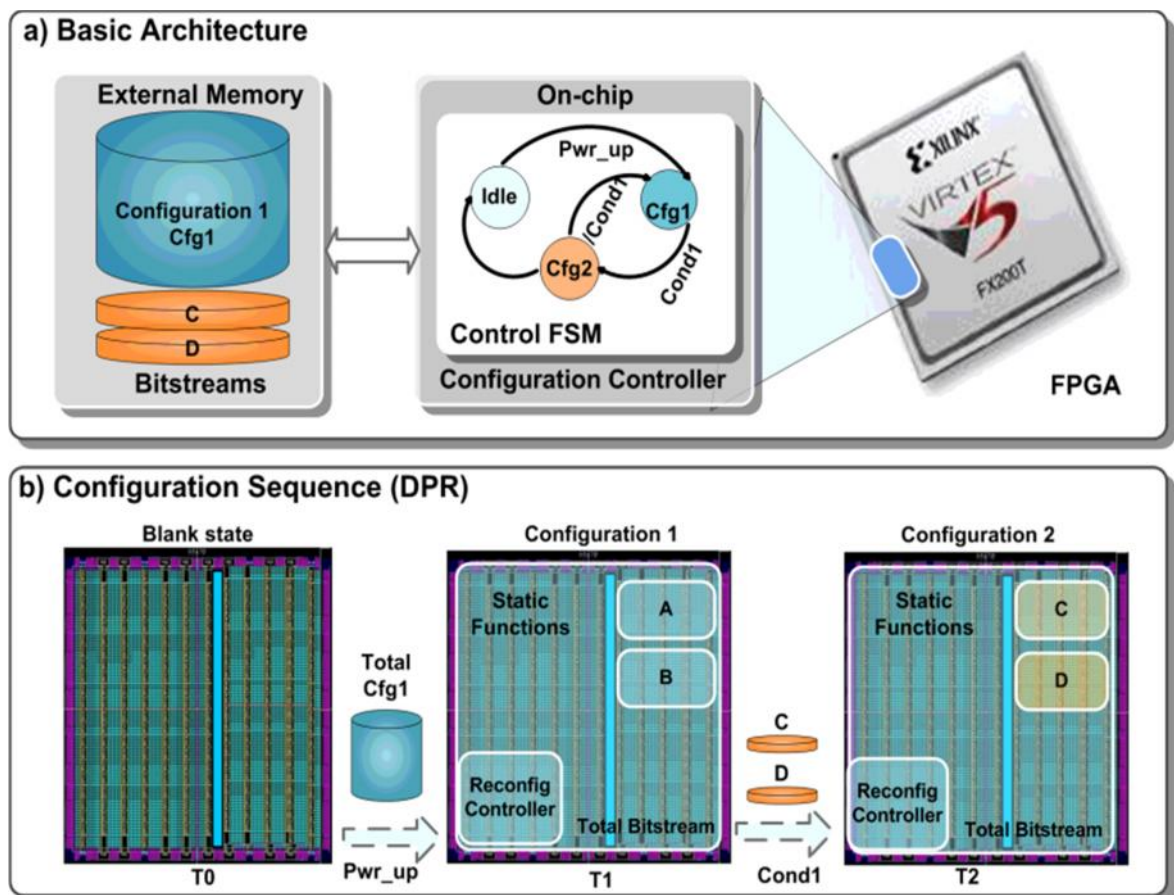 a) Basic Architecture
External Memory
Configuration 1
Cfg1
C
D
Bitstreams
On-chip
Pwr_up
Idle
/Cond1
Cfg1
Cfg2
Cond1
Control FSM
Configuration Controller
XILINX
VIRTEX
5
FX200T
FPGA
b) Configuration Sequence (DPR)
Blank state
T0
Total
Cfg1
Pwr_up
Configuration 1
Static
Functions
A
B
Reconfig
Controller
Total Bitstream
T1
C
D
Cond1
Configuration 2
Static
Functions
C
D
Reconfig
Controller
Total Bitstream
T2